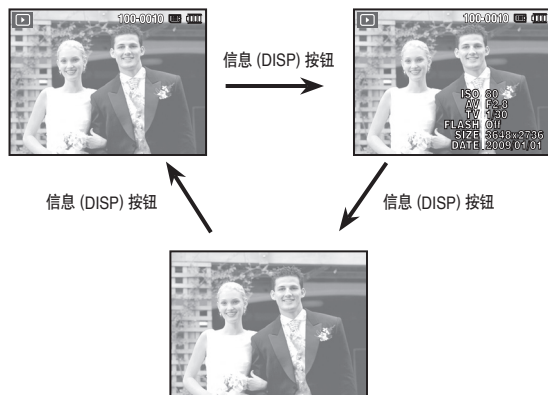 100-0010
信息 (DISP) 按钮
100-0010
ISO 80
AV F2.8
TV 1/30
FLASH Off
SIZE 3648x2736
DATE 2009/01/01
信息 (DISP) 按钮
信息 (DISP) 按钮